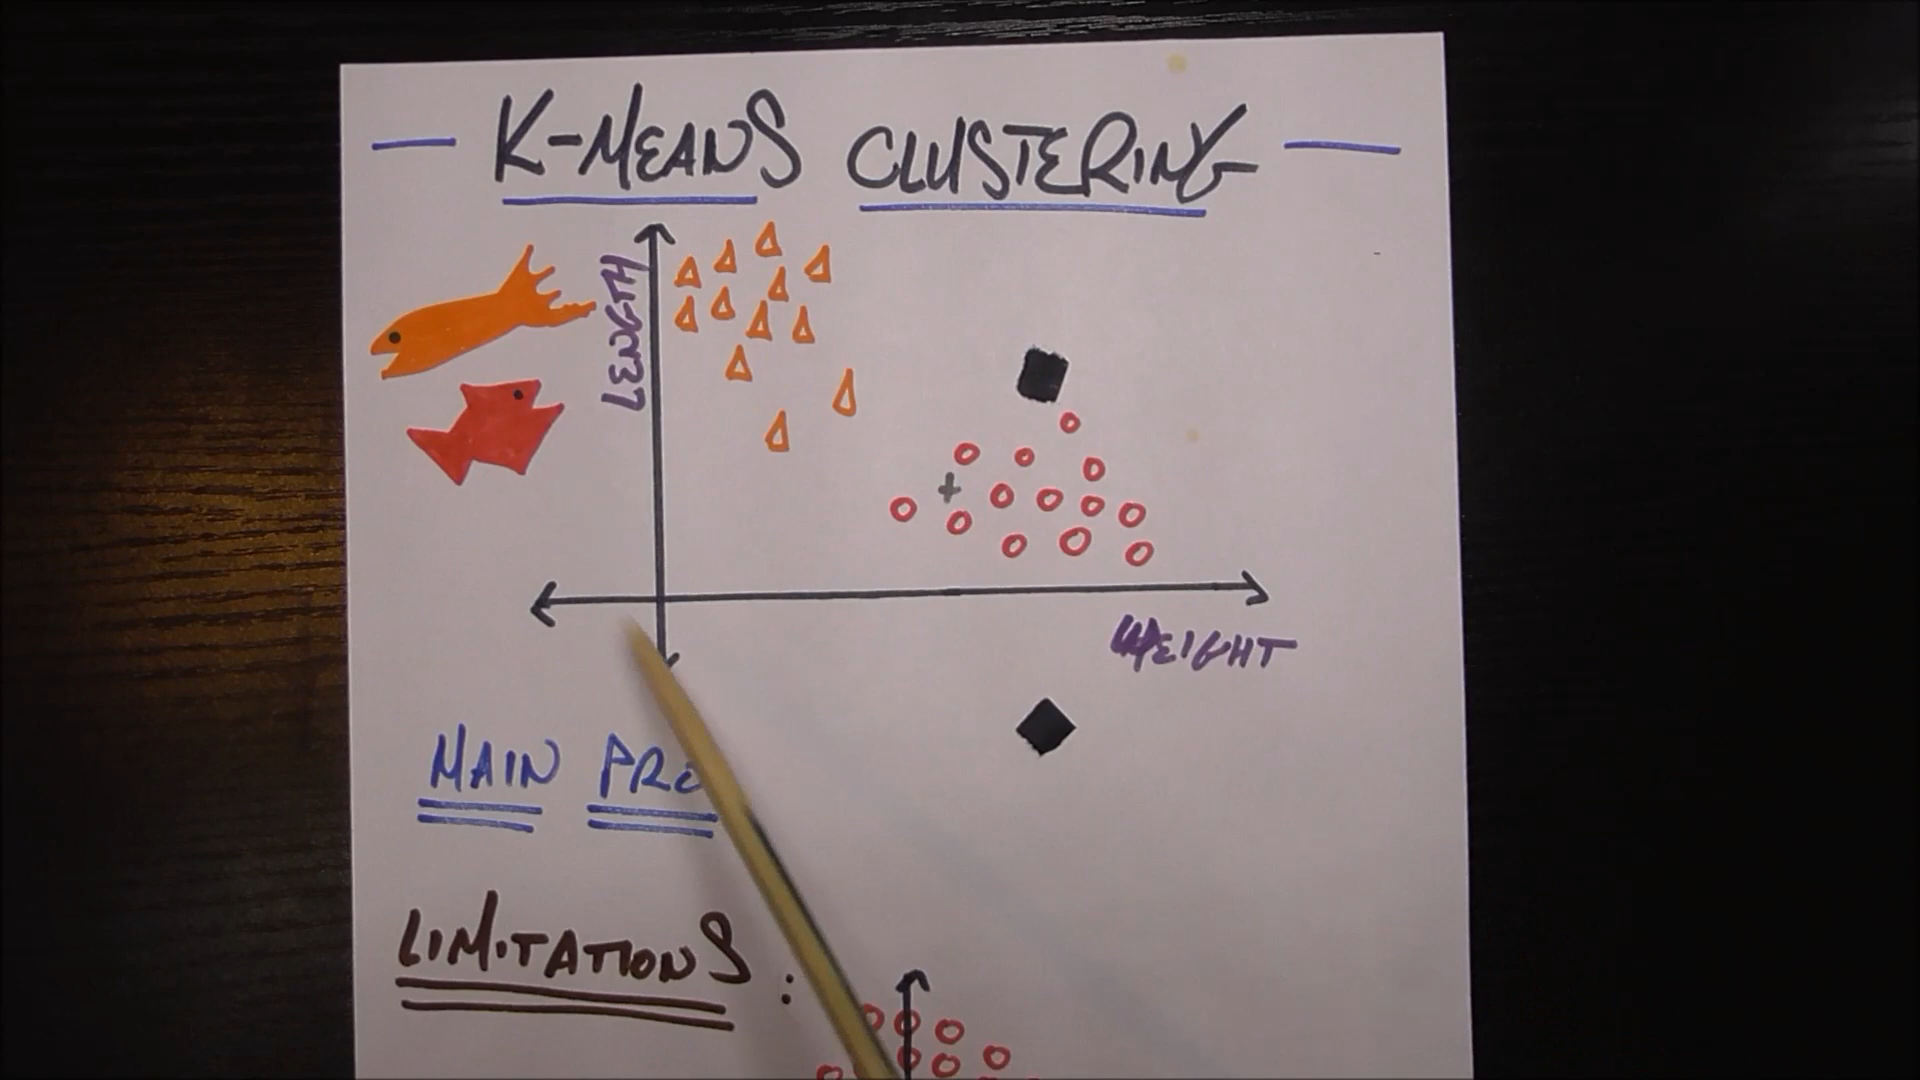 K-MEANS CLUSTERING
LENGTH
WEIGHT
MAIN
LIMITATIONS: